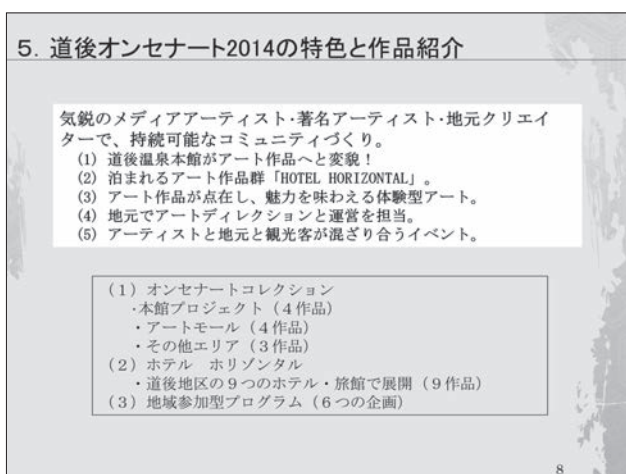 5. 道後オンセナート2014の特色と作品紹介
気鋭のメディアアーティスト・著名アーティスト・地元クリエイ
ターで、持続可能なコミュニティづくり。
(1) 道後温泉本館がアート作品へと変貌！
(2) 泊まれるアート作品群「HOTEL HORIZONTAL」。
(3) アート作品が点在し、魅力を味わえる体験型アート。
(4) 地元でアートディレクションと運営を担当。
(5) アーティストと地元と観光客が混ざり合うイベント。
（１）オンセナートコレクション
・本館プロジェクト（４作品）
・アートモール（４作品）
・その他エリア（３作品）
（２）ホテル　ホリゾンタル
・道後地区の９つのホテル・旅館で展開（９作品）
（３）地域参加型プログラム（６つの企画）
8